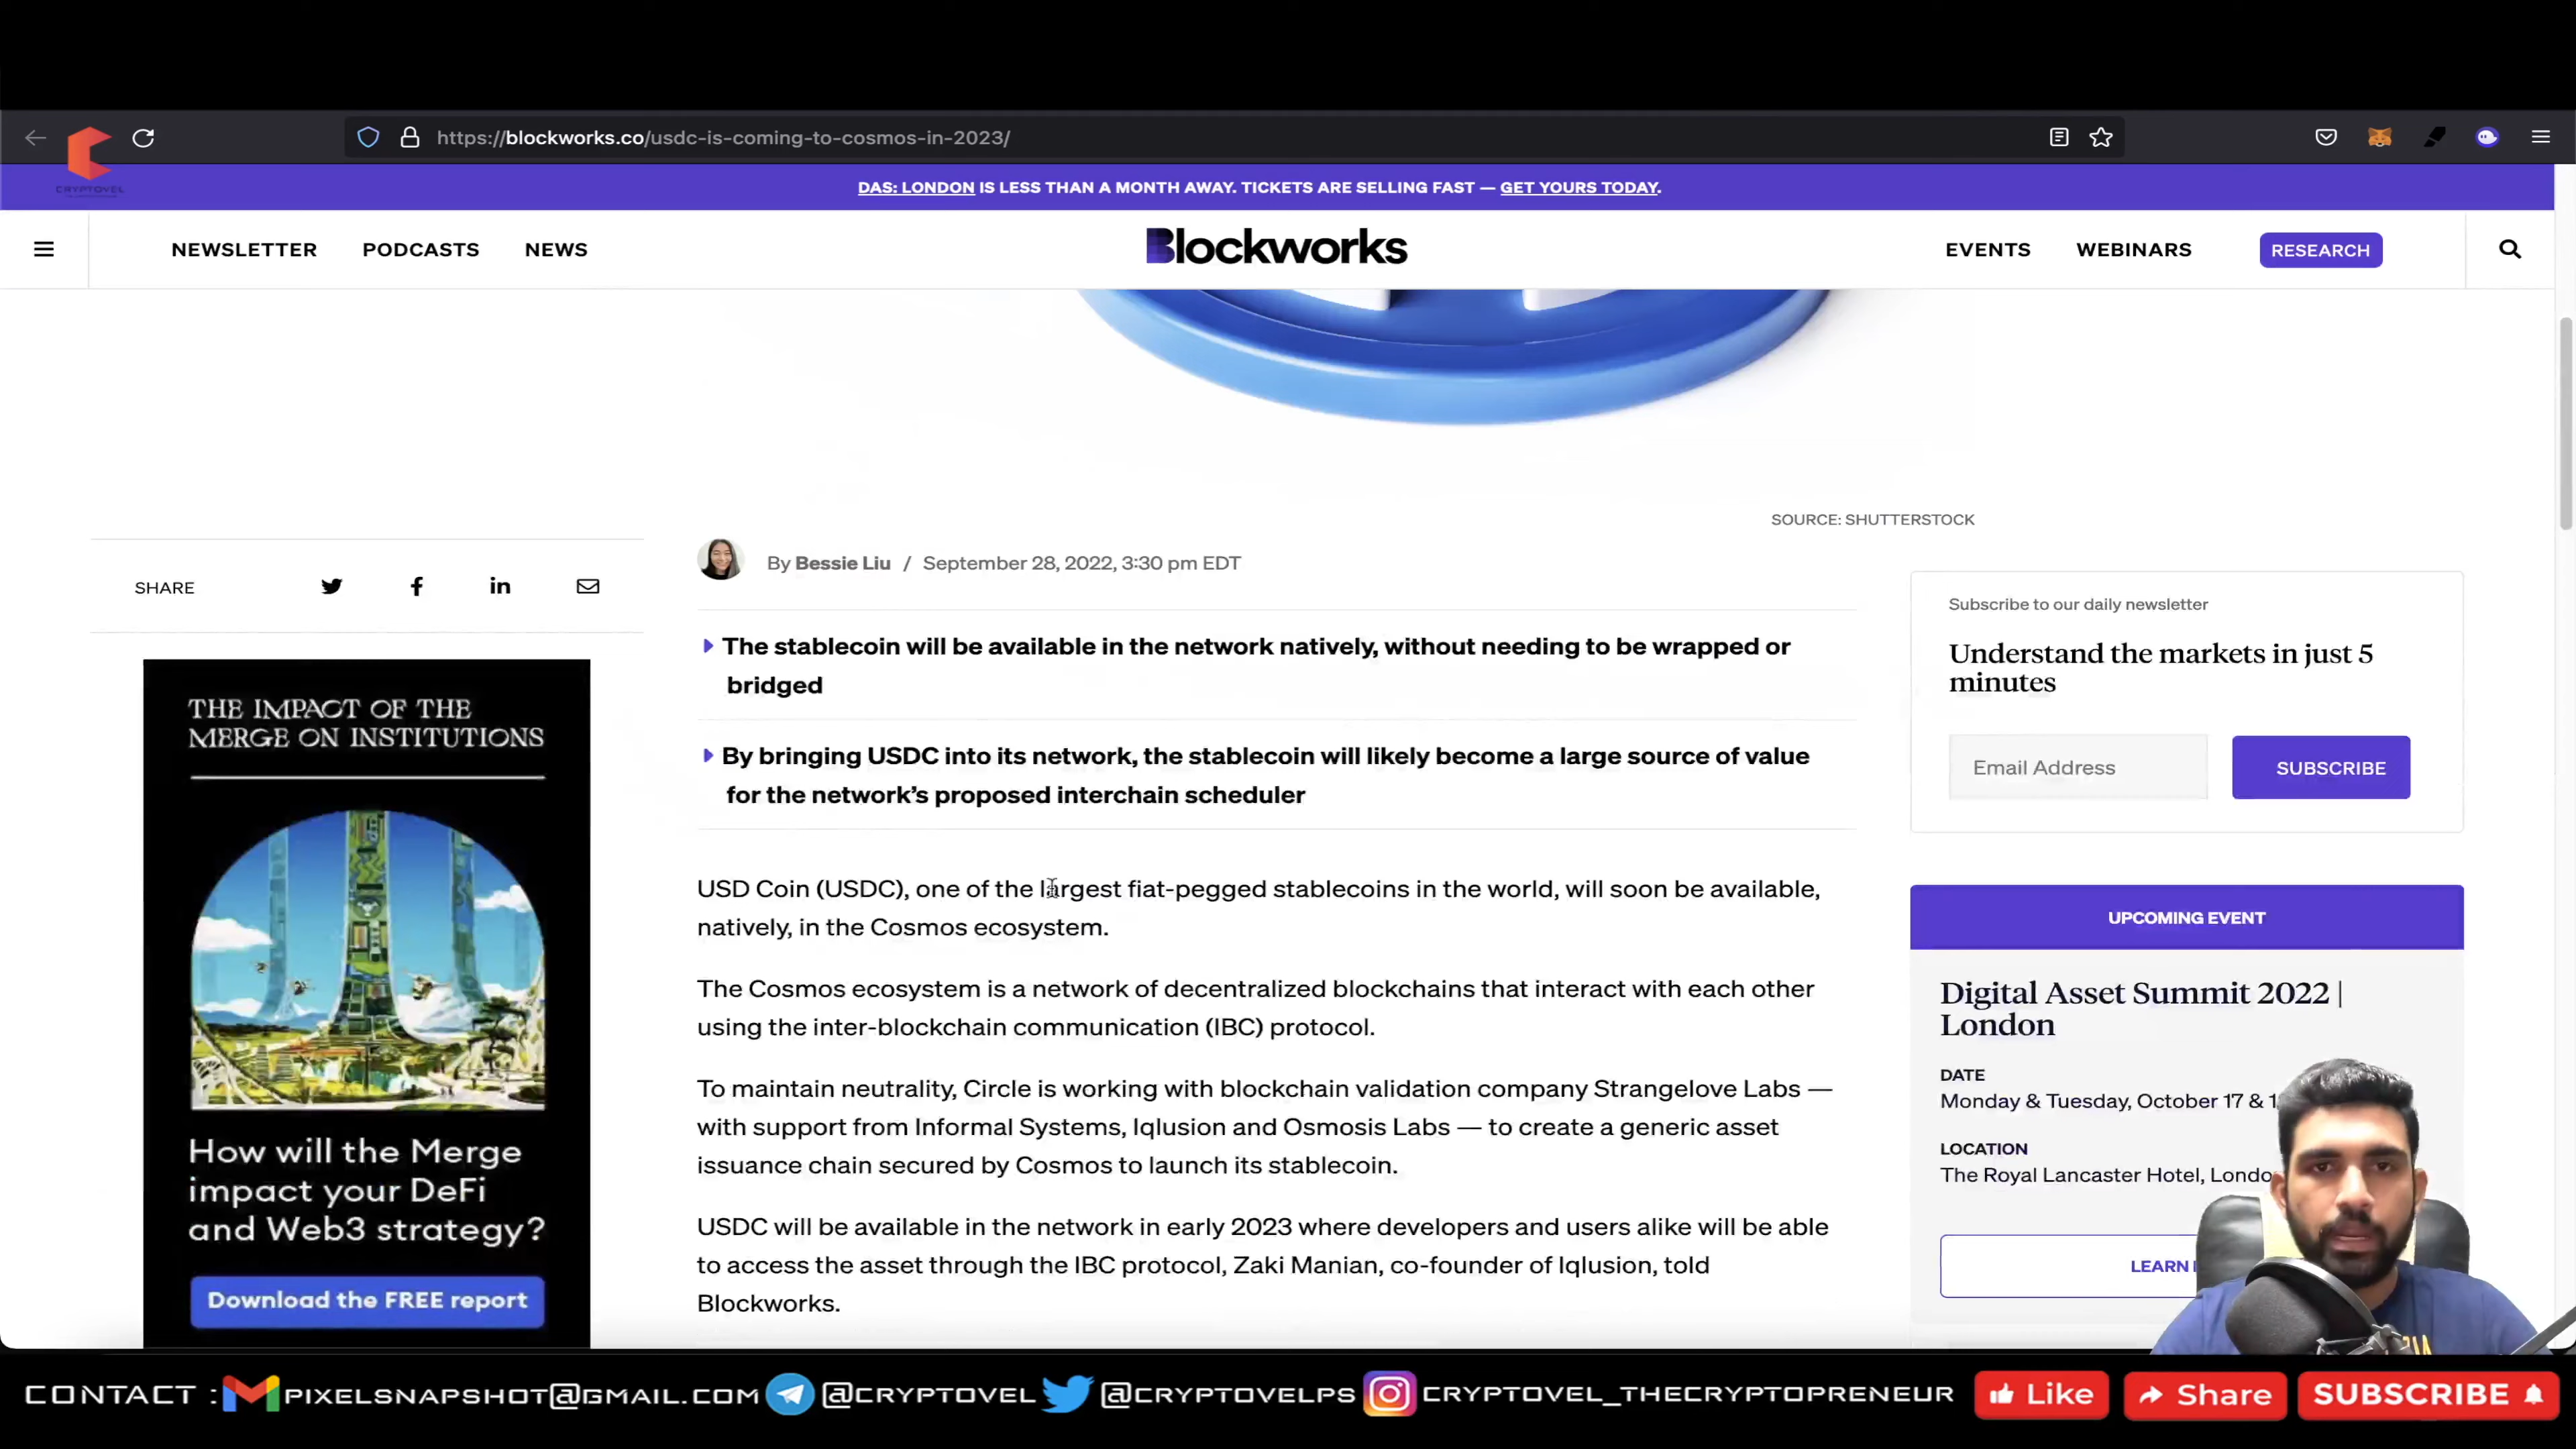 https://blockworks.co/usdc-is-coming-to-cosmos-in-2023/
CRYPTOVEL
DAS: LONDON IS LESS THAN A MONTH AWAY. TICKETS ARE SELLING FAST — GET YOURS TODAY.
NEWSLETTER PODCASTS NEWS Blockworks EVENTS WEBINARS RESEARCH
SOURCE: SHUTTERSTOCK
SHARE
By Bessie Liu / September 28, 2022, 3:30 pm EDT
The stablecoin will be available in the network natively, without needing to be wrapped or
bridged
By bringing USDC into its network, the stablecoin will likely become a large source of value
for the network’s proposed interchain scheduler
USD Coin (USDC), one of the largest fiat-pegged stablecoins in the world, will soon be available,
natively, in the Cosmos ecosystem.
The Cosmos ecosystem is a network of decentralized blockchains that interact with each other
using the inter-blockchain communication (IBC) protocol.
To maintain neutrality, Circle is working with blockchain validation company Strangelove Labs —
with support from Informal Systems, Iqlusion and Osmosis Labs — to create a generic asset
issuance chain secured by Cosmos to launch its stablecoin.
USDC will be available in the network in early 2023 where developers and users alike will be able
to access the asset through the IBC protocol, Zaki Manian, co-founder of Iqlusion, told
Blockworks.
THE IMPACT OF THE
MERGE ON INSTITUTIONS
How will the Merge
impact your DeFi
and Web3 strategy?
Download the FREE report
Subscribe to our daily newsletter
Understand the markets in just 5
minutes
Email Address SUBSCRIBE
UPCOMING EVENT
Digital Asset Summit 2022 |
London
DATE
Monday & Tuesday, October 17 & 1
LOCATION
The Royal Lancaster Hotel, Londo
LEARN
CONTACT : PIXELSNAPSHOT@GMAIL.COM @CRYPTOVEL @CRYPTOVELPS CRYPTOVEL_THECRYPTOPRENEUR Like Share SUBSCRIBE